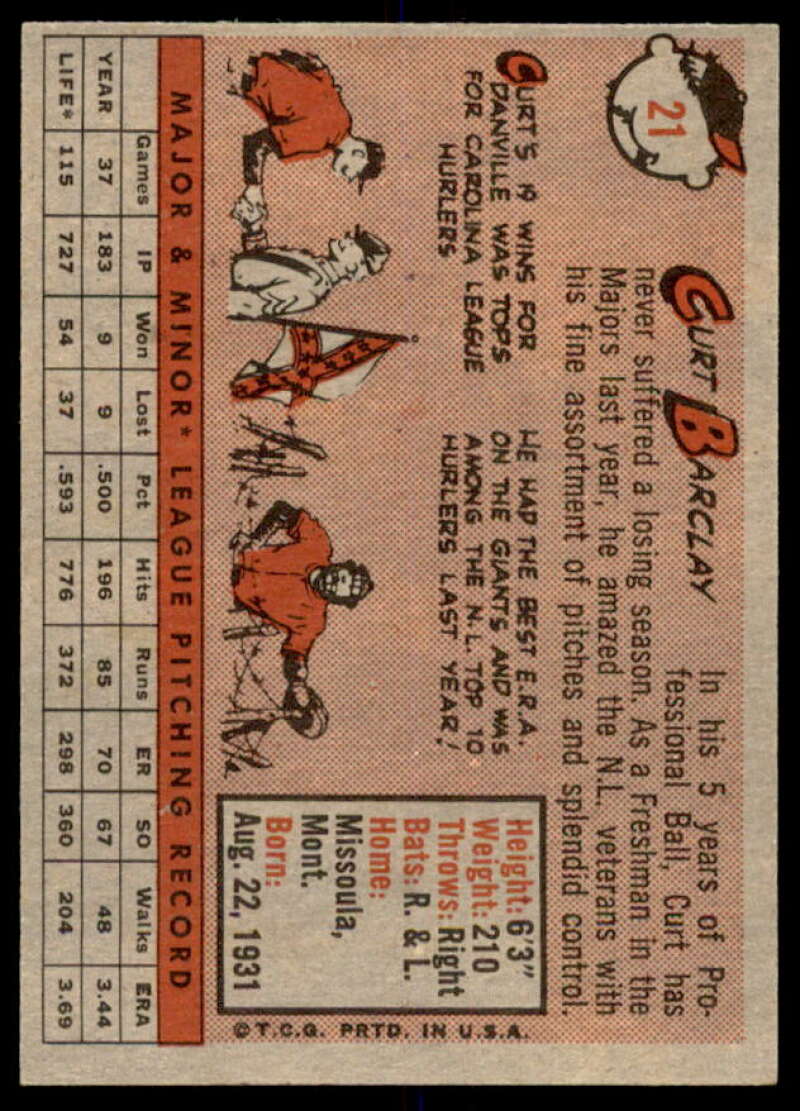 21
CURT BARCLAY
In his 5 years of Pro-
fessional Ball, Curt has
never suffered a losing season. As a Freshman in the
Majors last year, he amazed the N.L. veterans with
his fine assortment of pitches and splendid control.
CURT'S 19 WINS FOR
DANVILLE WAS TOPS
FOR CAROLINA LEAGUE
HURLERS
HE HAD THE BEST E.R.A.
ON THE GIANTS AND WAS
AMONG THE N.L. TOP 10
HURLERS LAST YEAR!
Height: 6'3"
Weight: 210
Throws: Right
Bats: R. & L.
Home:
Missoula,
Mont.
Born:
Aug. 22, 1931
© T.C.G. PRTD. IN U.S.A.
MAJOR & MINOR* LEAGUE PITCHING RECORD
Games IP Won Lost Pct Hits Runs ER SO Walks ERA
YEAR 37 183 9 9 .500 196 85 70 67 48 3.44
LIFE* 115 727 54 37 .593 776 372 298 360 204 3.69